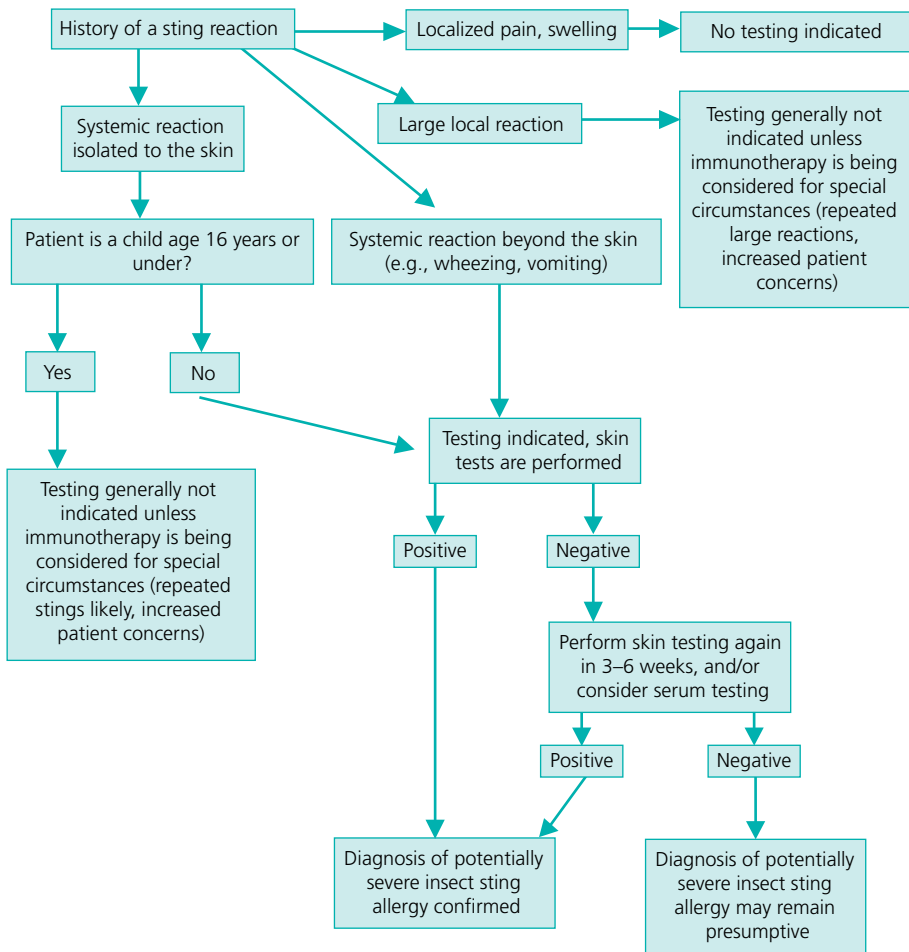 History of a sting reaction
Localized pain, swelling
No testing indicated
Systemic reaction
isolated to the skin
Large local reaction
Testing generally not
indicated unless
immunotherapy is being
considered for special
circumstances (repeated
large reactions,
increased patient
concerns)
Patient is a child age 16 years or
under?
Systemic reaction beyond the skin
(e.g., wheezing, vomiting)
Yes
No
Testing indicated, skin
tests are performed
Testing generally not
indicated unless
immunotherapy is being
considered for special
circumstances (repeated
stings likely, increased
patient concerns)
Positive
Negative
Perform skin testing again
in 3–6 weeks, and/or
consider serum testing
Positive
Negative
Diagnosis of potentially
severe insect sting
allergy confirmed
Diagnosis of potentially
severe insect sting
allergy may remain
presumptive